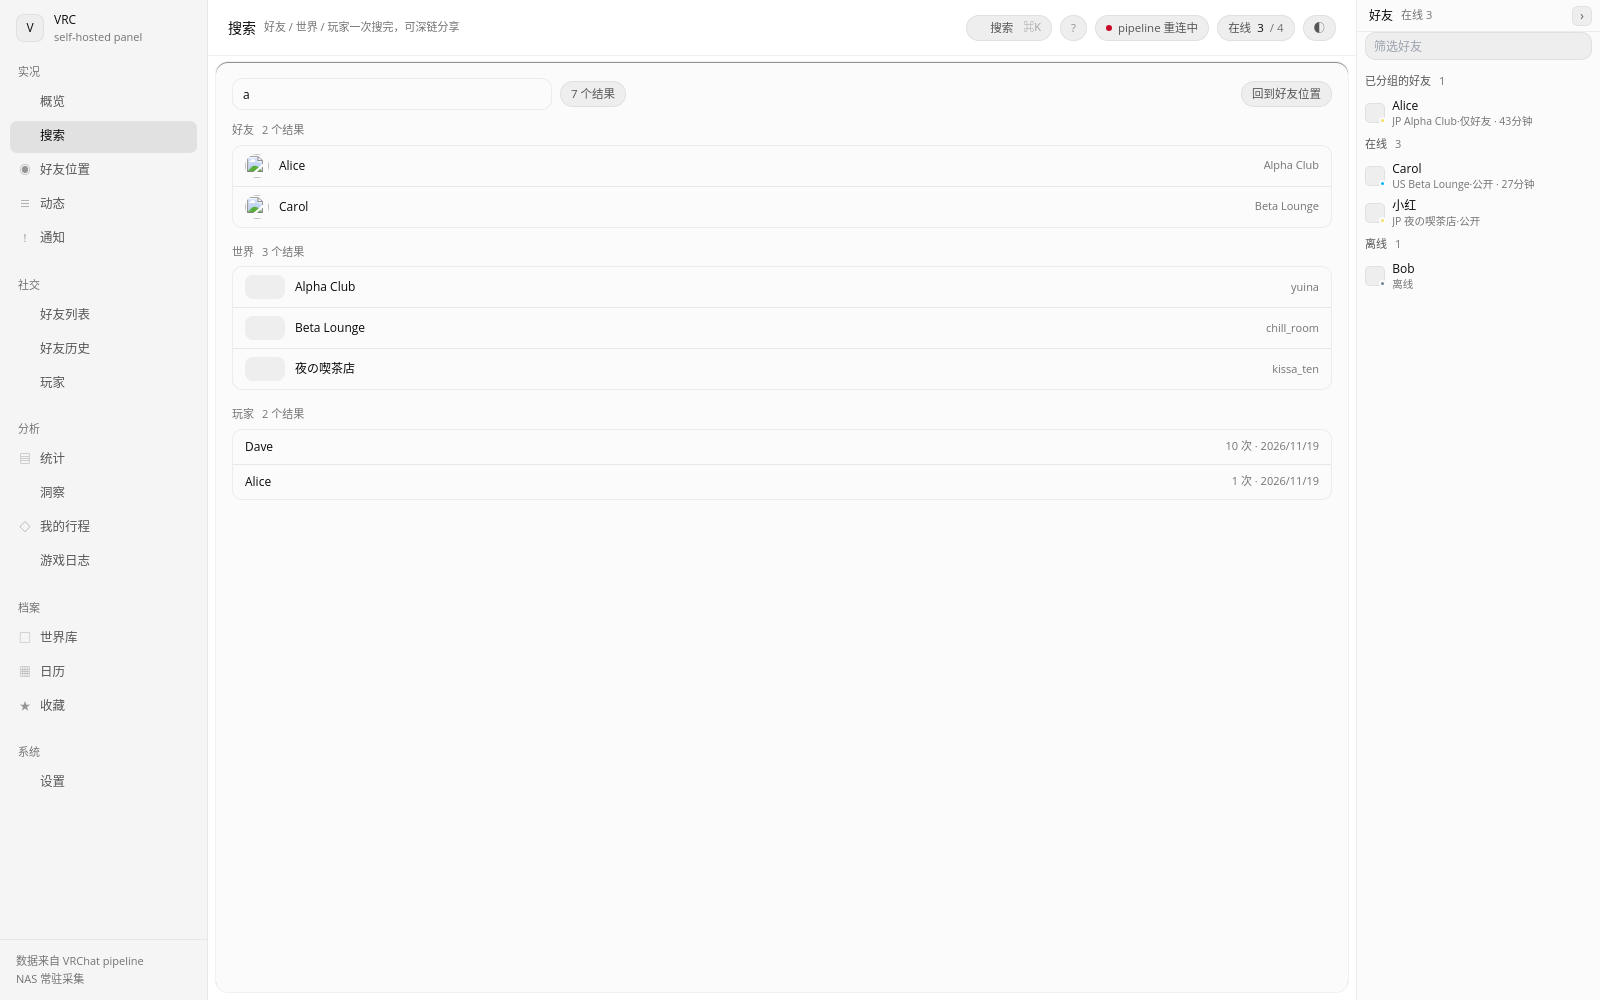 V
VRC
self-hosted panel
实况
概览
搜索
◉ 好友位置
☰ 动态
! 通知
社交
好友列表
好友历史
玩家
分析
▤ 统计
洞察
◇ 我的行程
游戏日志
档案
□ 世界库
▦ 日历
★ 收藏
系统
设置
数据来自 VRChat pipeline
NAS 常驻采集
搜索 好友 / 世界 / 玩家一次搜完，可深链分享
搜索 ⌘K
?
pipeline 重连中
在线 3 / 4
◐
a
7 个结果
回到好友位置
好友 2 个结果
Alice Alpha Club
Carol Beta Lounge
世界 3 个结果
Alpha Club yuina
Beta Lounge chill_room
夜の喫茶店 kissa_ten
玩家 2 个结果
Dave 10 次 · 2026/11/19
Alice 1 次 · 2026/11/19
好友 在线 3
›
筛选好友
已分组的好友 1
Alice
JP Alpha Club·仅好友 · 43分钟
在线 3
Carol
US Beta Lounge·公开 · 27分钟
小红
JP 夜の喫茶店·公开
离线 1
Bob
离线